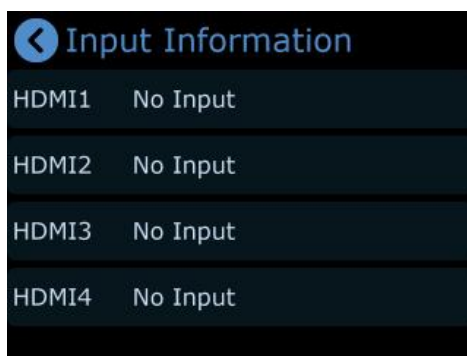 Input Information
HDMI1 No Input
HDMI2 No Input
HDMI3 No Input
HDMI4 No Input